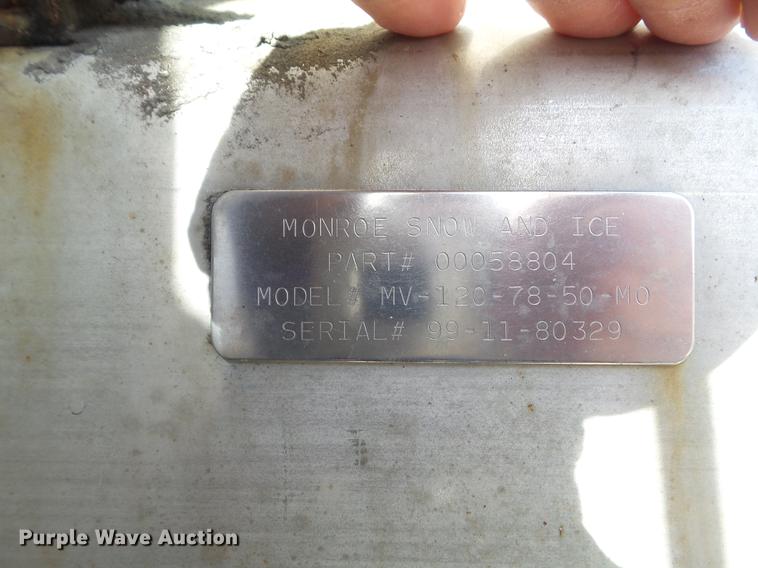 MONROE SNOW AND ICE
PART# 00058804
MODEL# MV-120-78-50-MO
SERIAL# 99-11-80329
Purple Wave Auction